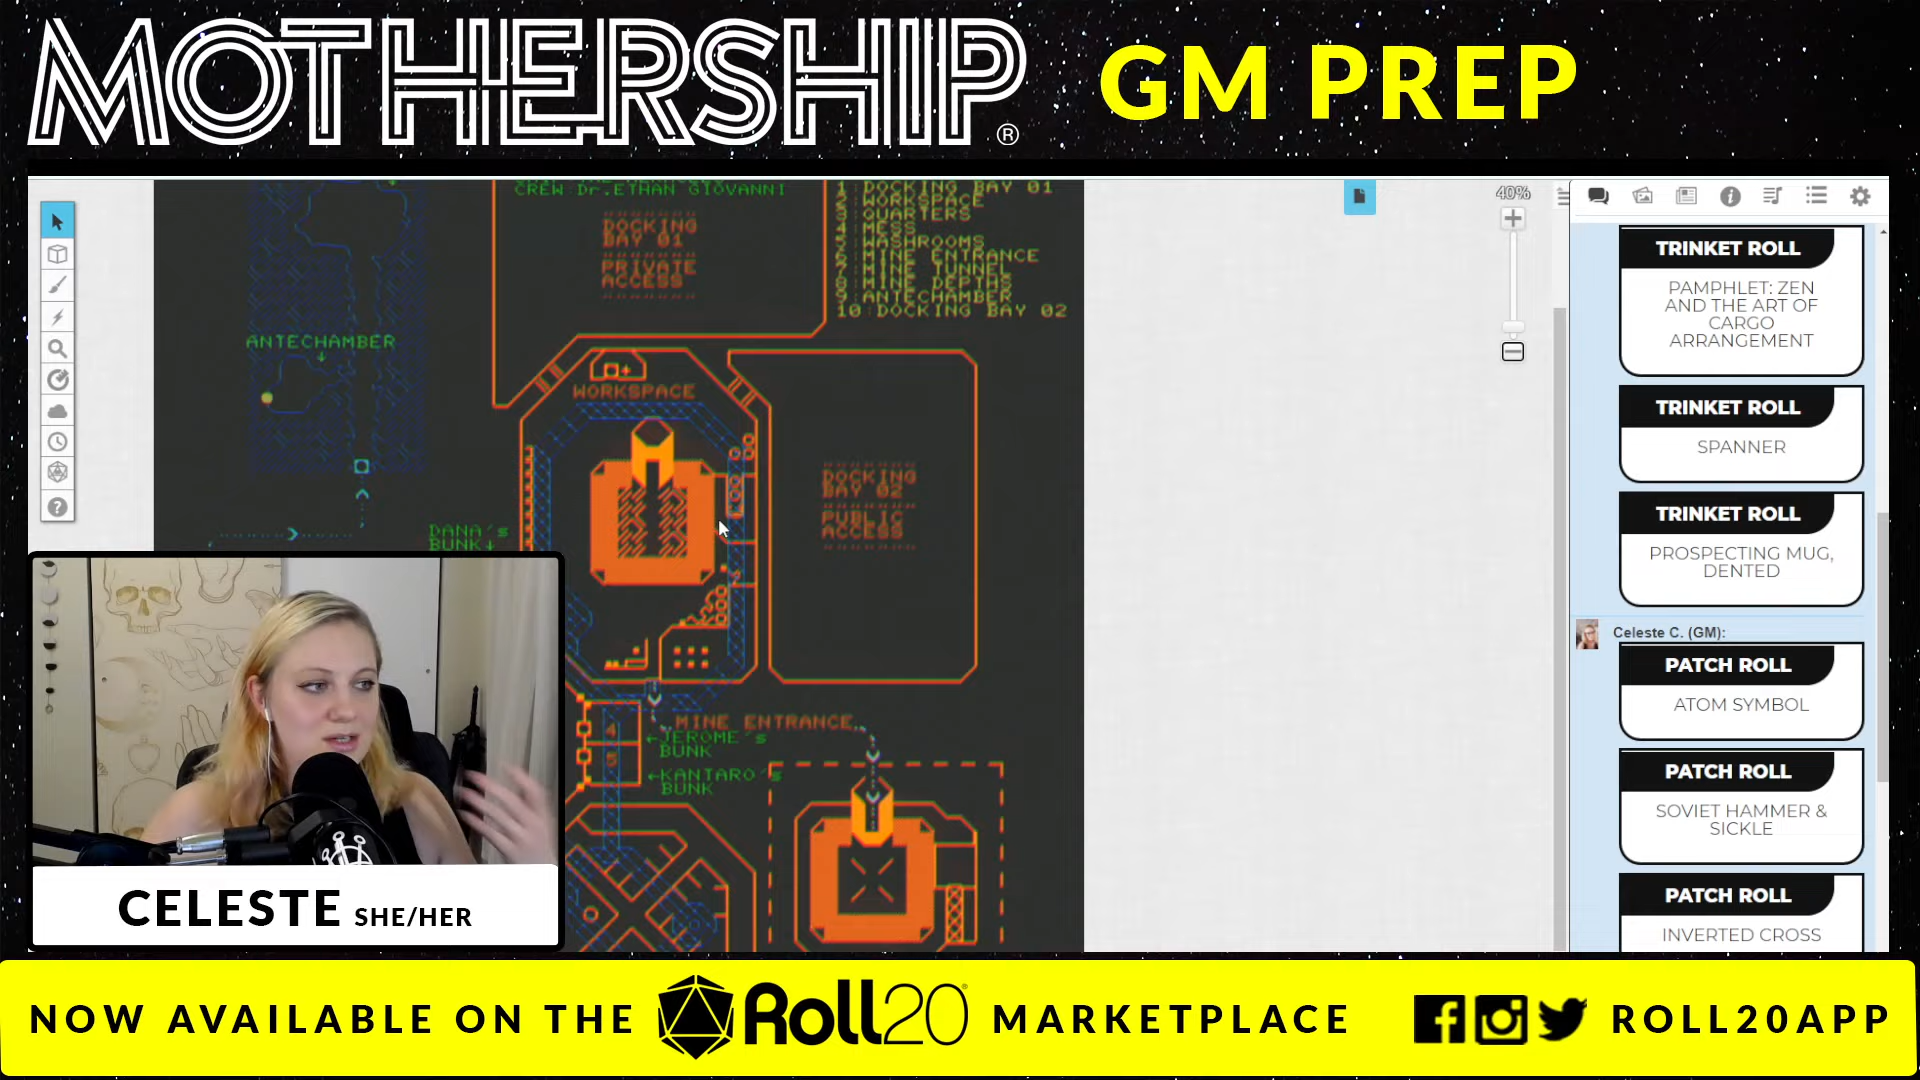 MOTHERSHIP®
GM PREP
CREW Dr.ETHAN GIOVANNI
DOCKING
BAY 01
PRIVATE
ACCESS
1 DOCKING BAY 01
2 WORKSPACE
3 QUARTERS
4 MESS
5 WASHROOMS
6 MINE ENTRANCE
7 MINE TUNNEL
8 MINE DEPTHS
9 ANTECHAMBER
10 DOCKING BAY 02
40%
ANTECHAMBER
WORKSPACE
DOCKING
BAY 02
PUBLIC
ACCESS
DANA's
BUNK
MINE ENTRANCE
4
JEROME's
BUNK
5
KANTARO's
BUNK
TRINKET ROLL
PAMPHLET: ZEN
AND THE ART OF
CARGO
ARRANGEMENT
TRINKET ROLL
SPANNER
TRINKET ROLL
PROSPECTING MUG,
DENTED
Celeste C. (GM):
PATCH ROLL
ATOM SYMBOL
PATCH ROLL
SOVIET HAMMER &
SICKLE
PATCH ROLL
INVERTED CROSS
CELESTE SHE/HER
NOW AVAILABLE ON THE Roll20® MARKETPLACE
ROLL20APP